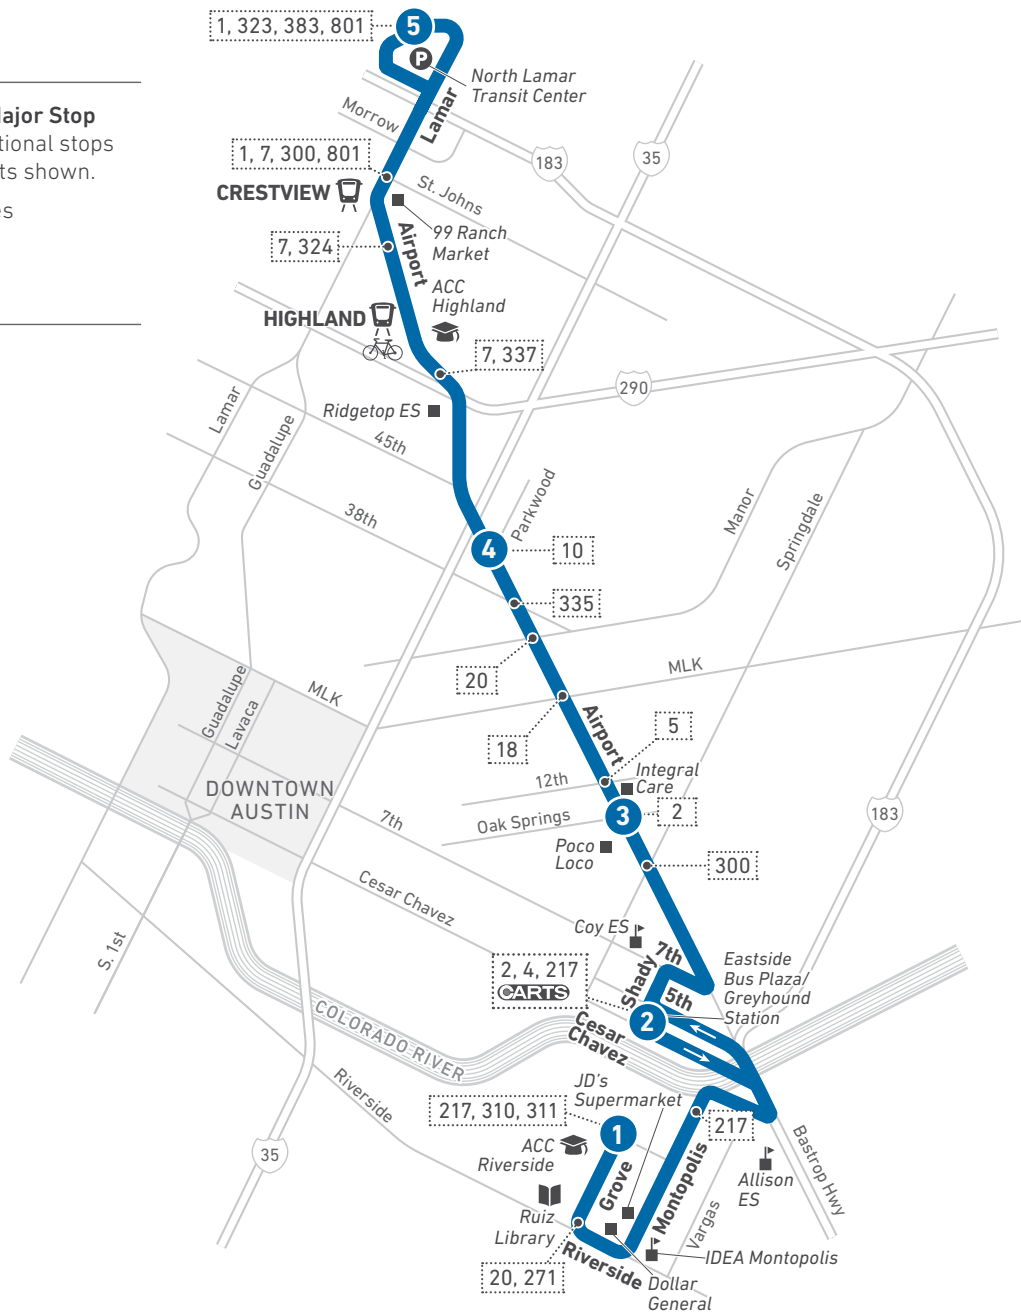 1, 323, 383, 801
5
P
North Lamar
Transit Center
Major Stop
tional stops
ts shown.
es
Morrow
Lamar
183
35
1, 7, 300, 801
CRESTVIEW
St. Johns
99 Ranch
Market
7, 324
Airport
ACC
Highland
HIGHLAND
7, 337
290
Ridgetop ES
Lamar
Guadalupe
45th
38th
Parkwood
Manor
Springdale
4
10
335
20
MLK
MLK
Guadalupe
Lavaca
18
Airport
5
12th
Integral
Care
DOWNTOWN
AUSTIN
7th
Oak Springs
3
2
183
Poco
Loco
300
Cesar Chavez
Coy ES
7th
Shady
5th
Eastside
Bus Plaza/
Greyhound
Station
S. 1st
2, 4, 217
CARTS
2
Cesar
Chavez
COLORADO RIVER
JD's
Supermarket
Riverside
217, 310, 311
1
217
ACC
Riverside
35
Grove
Montopolis
Allison
ES
Bastrop Hwy
Ruiz
Library
Vargas
IDEA Montopolis
20, 271
Riverside
Dollar
General